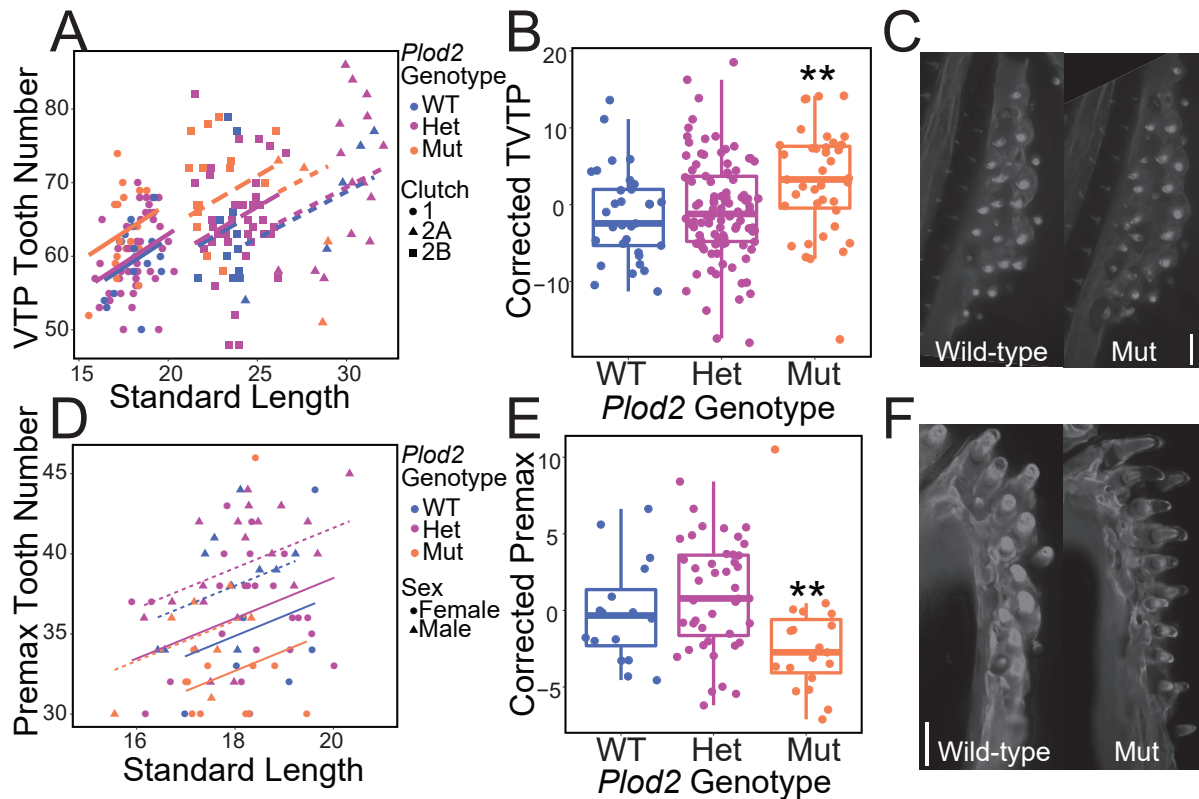 A
VTP Tooth Number
80
70
60
50
15
20
25
30
Standard Length
Plod2
Genotype
WT
Het
Mut
Clutch
1
2A
2B
B
Corrected TVTP
20
10
0
−10
**
WT
Het
Mut
Plod2 Genotype
C
Wild-type
Mut
D
Premax Tooth Number
45
40
35
30
16
18
20
Standard Length
Plod2
Genotype
WT
Het
Mut
Sex
Female
Male
E
Corrected Premax
10
5
0
−5
**
WT
Het
Mut
Plod2 Genotype
F
Wild-type
Mut